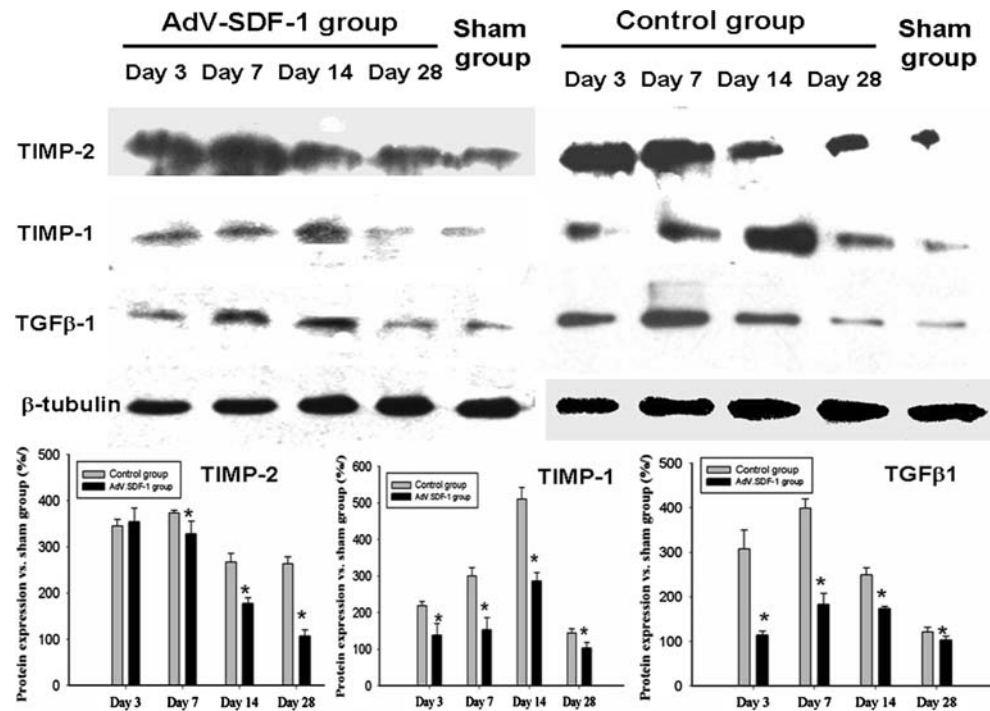 AdV-SDF-1 group Sham group Control group Sham group
Day 3 Day 7 Day 14 Day 28 Day 3 Day 7 Day 14 Day 28
TIMP-2
TIMP-1
TGFβ-1
β-tubulin
Protein expression vs. sham group (%/)
500
400
300
200
100
0
Control group
AdV.SDF-1 group
TIMP-2
*
*
*
Day 3 Day 7 Day 14 Day 28
Protein expression vs. sham group (%/)
600
500
400
300
200
100
0
Control group
AdV.SDF-1 group
TIMP-1
*
*
*
*
Day 3 Day 7 Day 14 Day 28
Protein expression vs. sham group (%/)
500
400
300
200
100
0
Control group
AdV.SDF-1 group
TGFβ1
*
*
*
*
Day 3 Day 7 Day 14 Day 28